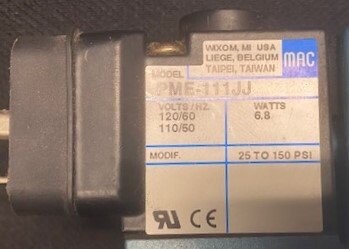 WIXOM, MI USA
LIEGE, BELGIUM
TAIPEI, TAIWAN
MAC
MODEL
PME-111JJ
VOLTS / HZ. WATTS
120/60 6.8
110/50
MODIF. 25 TO 150 PSI
RU CE